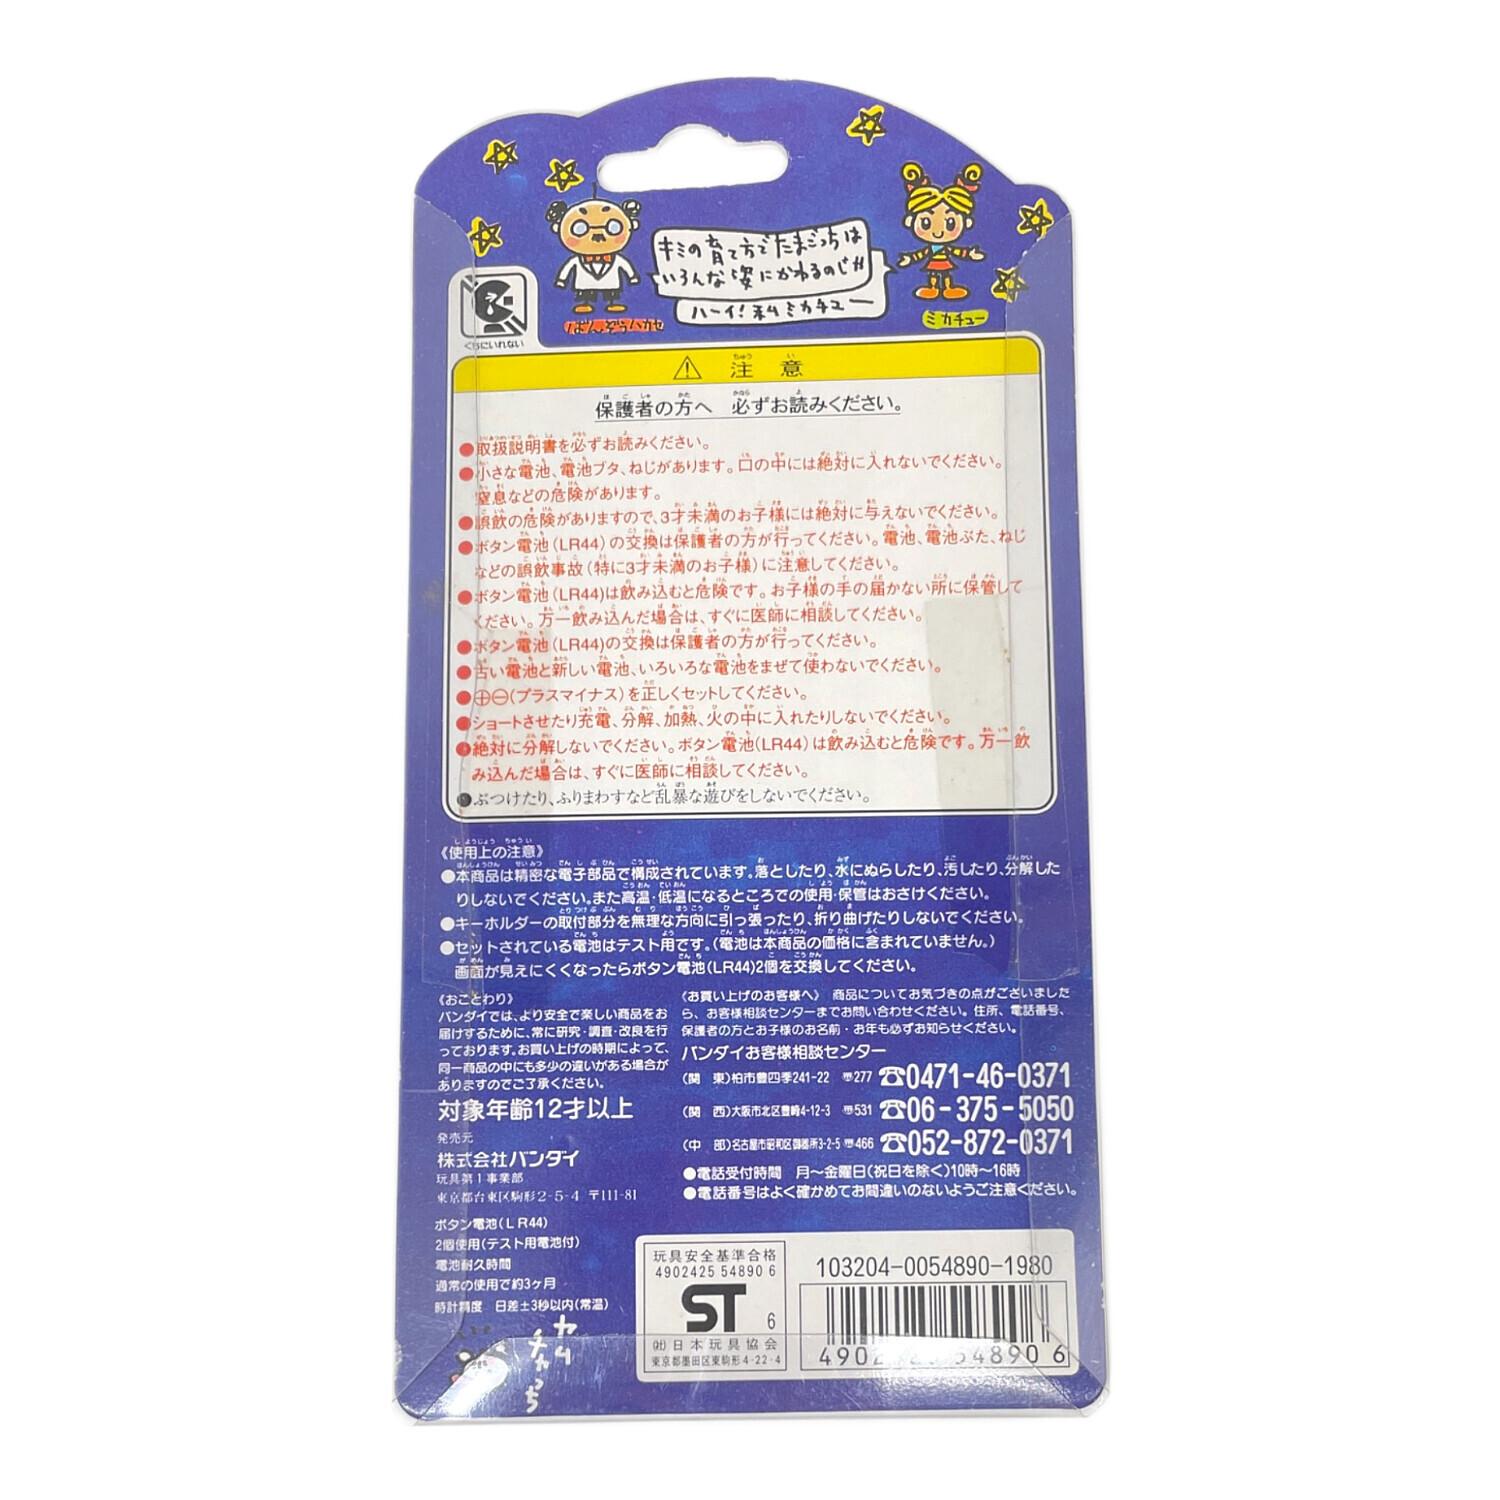 キミの育て方でたまごっちは
いろんな姿にかわるのじゃ
ハーイ!私ミカチュー
ばんぞうハカセ
ミカチュー
くちにいれない
注意
保護者の方へ 必ずお読みください。
●取扱説明書を必ずお読みください。
●小さな電池、電池ブタ、ねじがあります。口の中には絶対に入れないでください。
窒息などの危険があります。
●誤飲の危険がありますので、3才未満のお子様には絶対に与えないでください。
●ボタン電池(LR44)の交換は保護者の方が行ってください。電池、電池ぶた、ねじ
などの誤飲事故(特に3才未満のお子様)に注意してください。
●ボタン電池(LR44)は飲み込むと危険です。お子様の手の届かない所に保管して
ください。万一飲み込んだ場合は、すぐに医師に相談してください。
●ボタン電池(LR44)の交換は保護者の方が行ってください。
●古い電池と新しい電池、いろいろな電池をまぜて使わないでください。
●⊕⊖(プラスマイナス)を正しくセットしてください。
●ショートさせたり充電、分解、加熱、火の中に入れたりしないでください。
●絶対に分解しないでください。ボタン電池(LR44)は飲み込むと危険です。万一飲
み込んだ場合は、すぐに医師に相談してください。
●ぶつけたり、ふりまわすなど乱暴な遊びをしないでください。
《使用上の注意》
●本商品は精密な電子部品で構成されています。落としたり、水にぬらしたり、汚したり、分解した
りしないでください。また高温・低温になるところでの使用・保管はおさけください。
●キーホルダーの取付部分を無理な方向に引っ張ったり、折り曲げたりしないでください。
●セットされている電池はテスト用です。(電池は本商品の価格に含まれていません。)
画面が見えにくくなったらボタン電池(LR44)2個を交換してください。
《おことわり》
バンダイでは、より安全で楽しい商品をお
届けするために、常に研究・調査・改良を行
っております。お買い上げの時期によって、
同一商品の中にも多少の違いがある場合が
ありますのでご了承ください。
対象年齢12才以上
発売元
株式会社バンダイ
玩具第1事業部
東京都台東区駒形2-5-4 〒111-81
ボタン電池(LR44)
2個使用(テスト用電池付)
電池耐久時間
通常の使用で約3ヶ月
時計精度 日差±3秒以内(常温)
ヤム
チャっち
《お買い上げのお客様へ》 商品についてお気づきの点がございました
ら、お客様相談センターまでお問い合わせください。住所、電話番号、
保護者の方とお子様のお名前・お年も必ずお知らせください。
バンダイお客様相談センター
(関 東)柏市豊四季241-22 〒277 ☎0471-46-0371
(関 西)大阪市北区豊崎4-12-3 〒531 ☎06-375-5050
(中 部)名古屋市昭和区御器所3-2-5 〒466 ☎052-872-0371
●電話受付時間 月〜金曜日(祝日を除く)10時〜16時
●電話番号はよく確かめてお間違いのないようご注意ください。
玩具安全基準合格
4902425 54890 6
ST 6
(社)日本玩具協会
東京都墨田区東駒形4-22-4
103204-0054890-1980
4902425548906